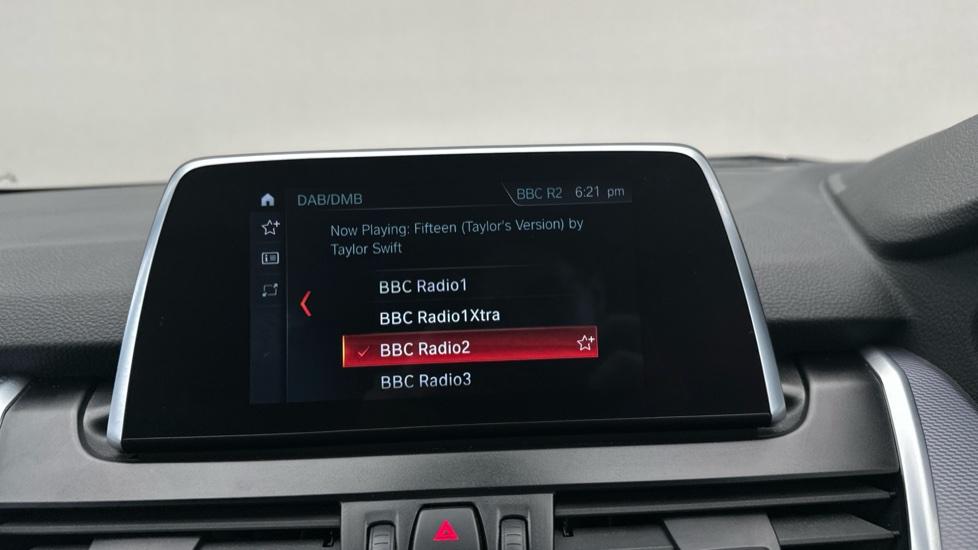 DAB/DMB BBC R2 6:21 pm
Now Playing: Fifteen (Taylor's Version) by
Taylor Swift
BBC Radio1
BBC Radio1Xtra
BBC Radio2
BBC Radio3